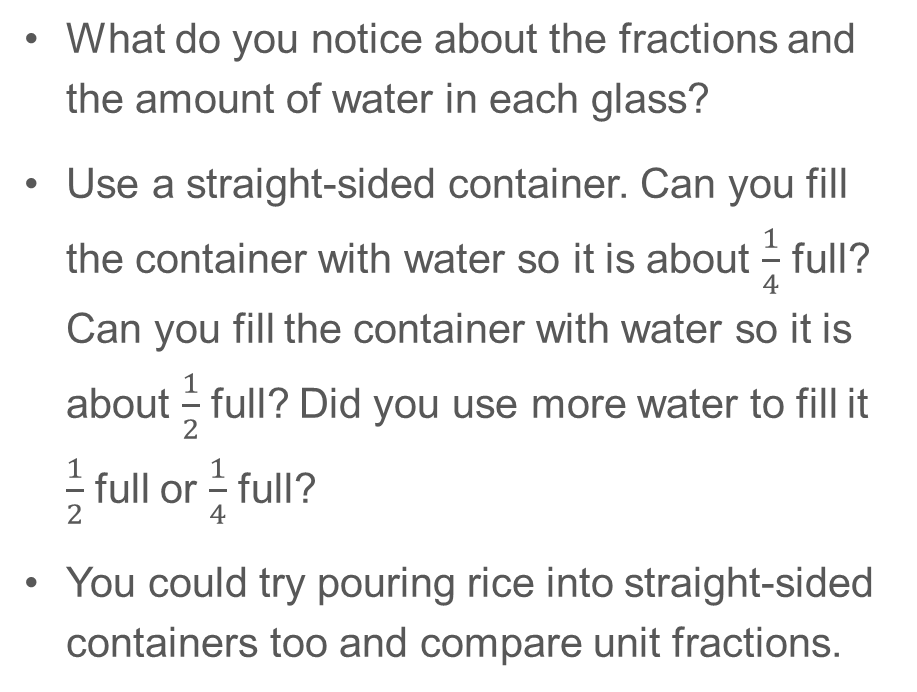 • What do you notice about the fractions and
the amount of water in each glass?
• Use a straight-sided container. Can you fill
the container with water so it is about 1/4 full?
Can you fill the container with water so it is
about 1/2 full? Did you use more water to fill it
1/2 full or 1/4 full?
• You could try pouring rice into straight-sided
containers too and compare unit fractions.